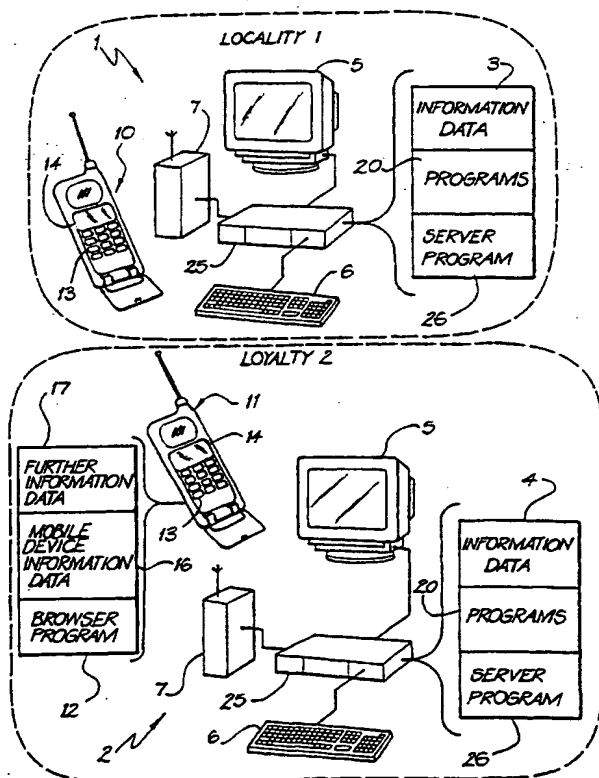 LOCALITY 1
1
5
3
7
10
14
INFORMATION
DATA
20
PROGRAMS
SERVER
PROGRAM
13
25
6
26
LOYALTY 2
17
11
14
5
FURTHER
INFORMATION
DATA
4
13
MOBILE
DEVICE
INFORMATION
DATA
16
INFORMATION
DATA
20
PROGRAMS
BROWSER
PROGRAM
SERVER
PROGRAM
12
7
25
2
6
26